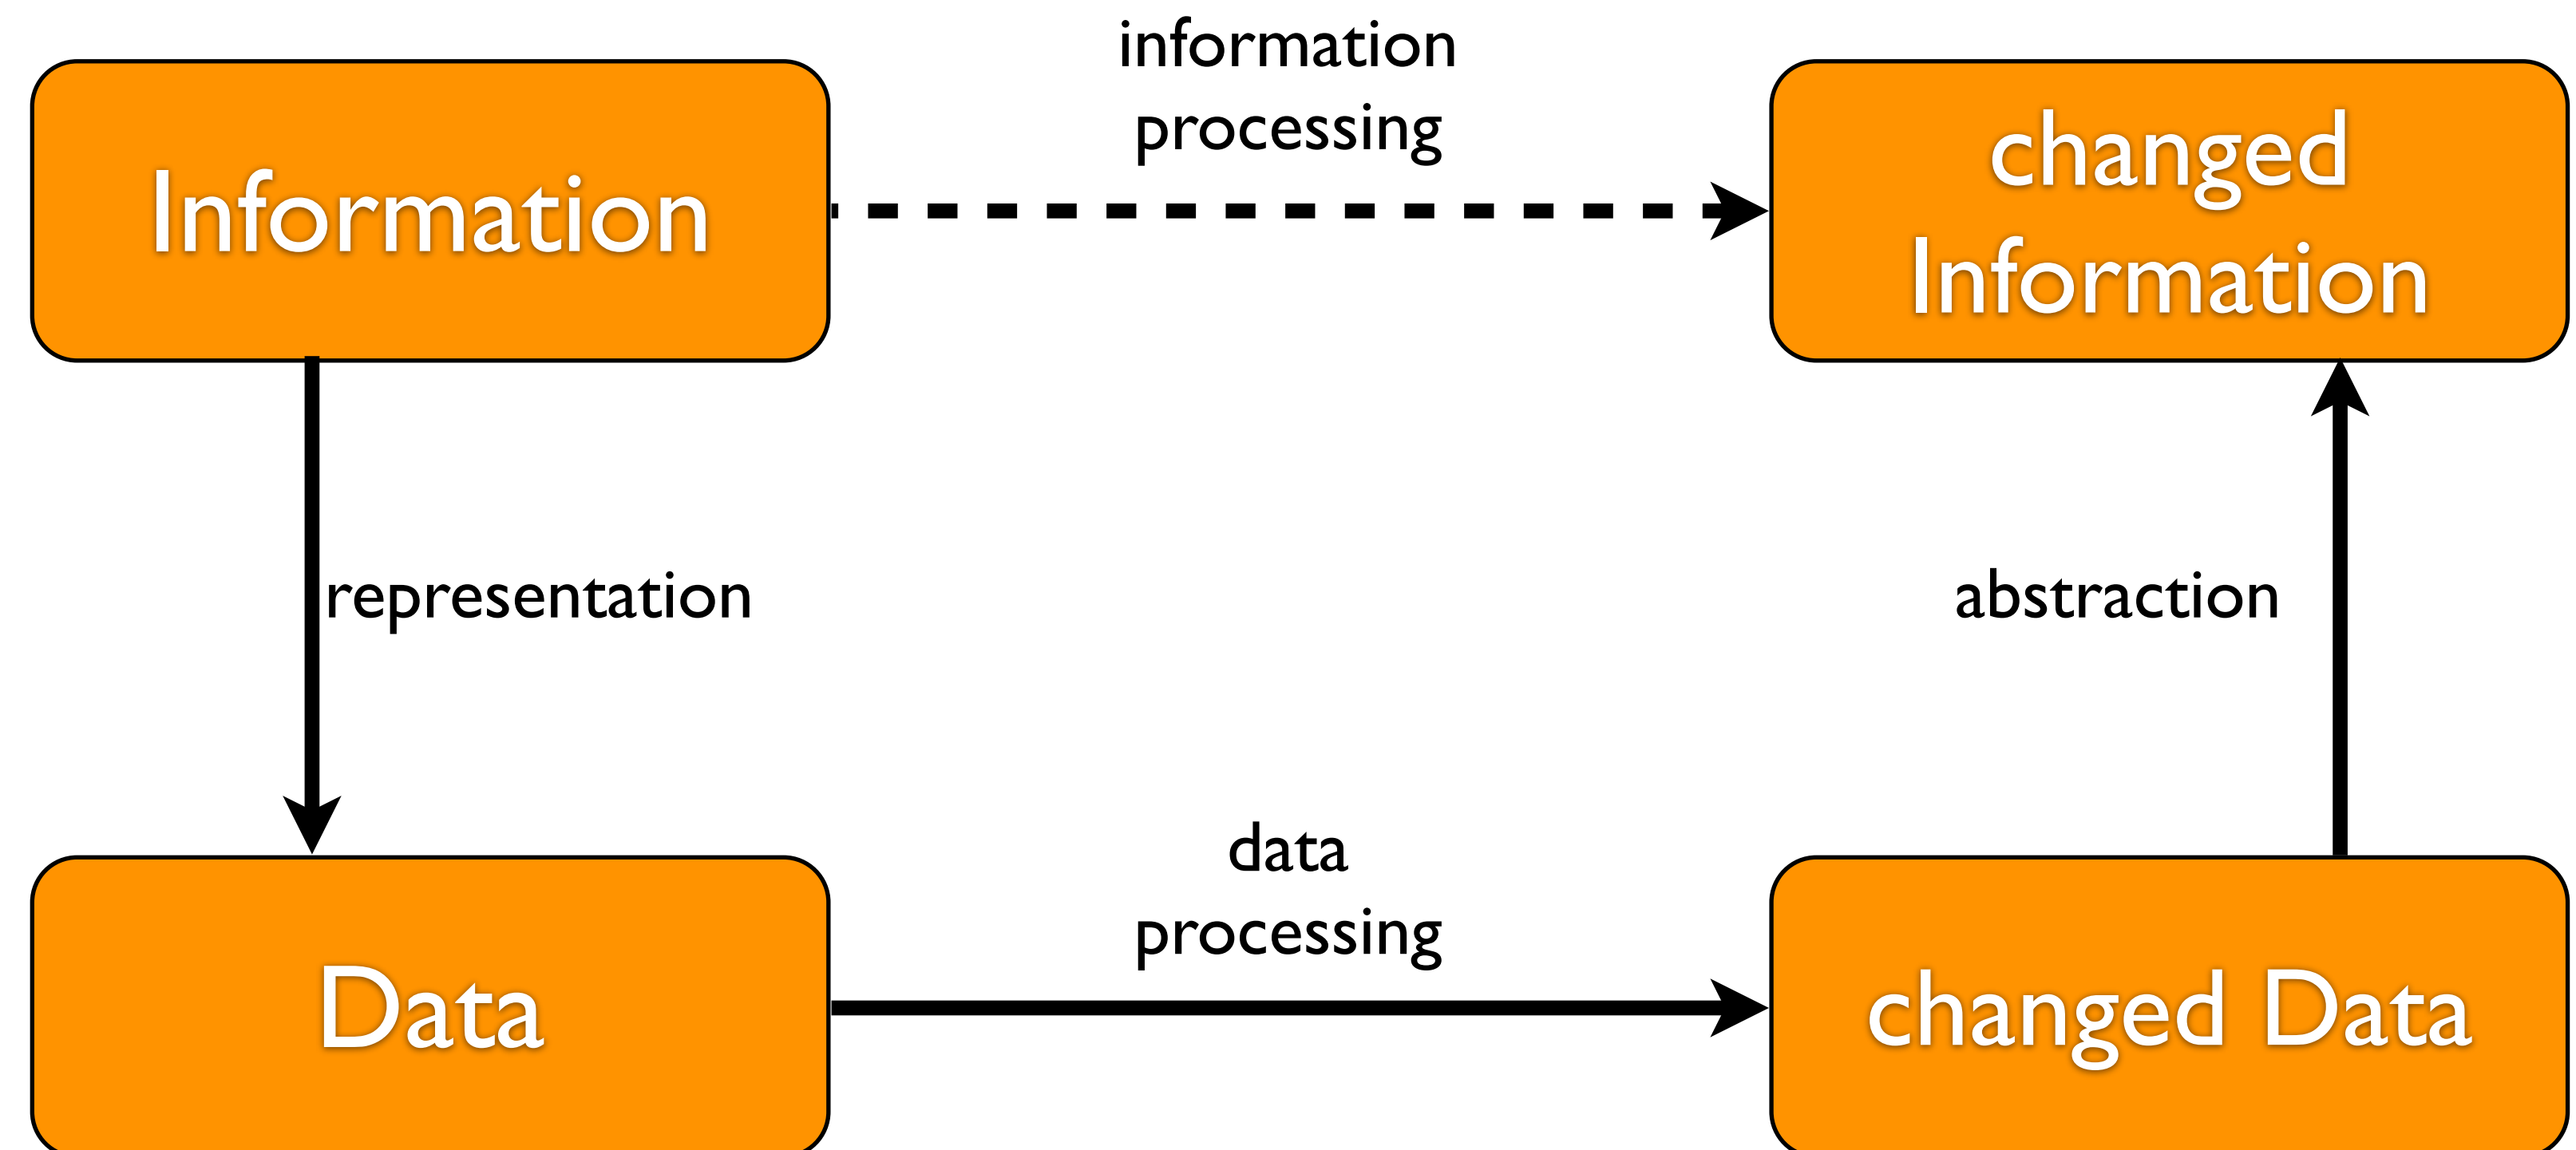 information
processing
Information
changed
Information
representation
abstraction
data
processing
Data
changed Data